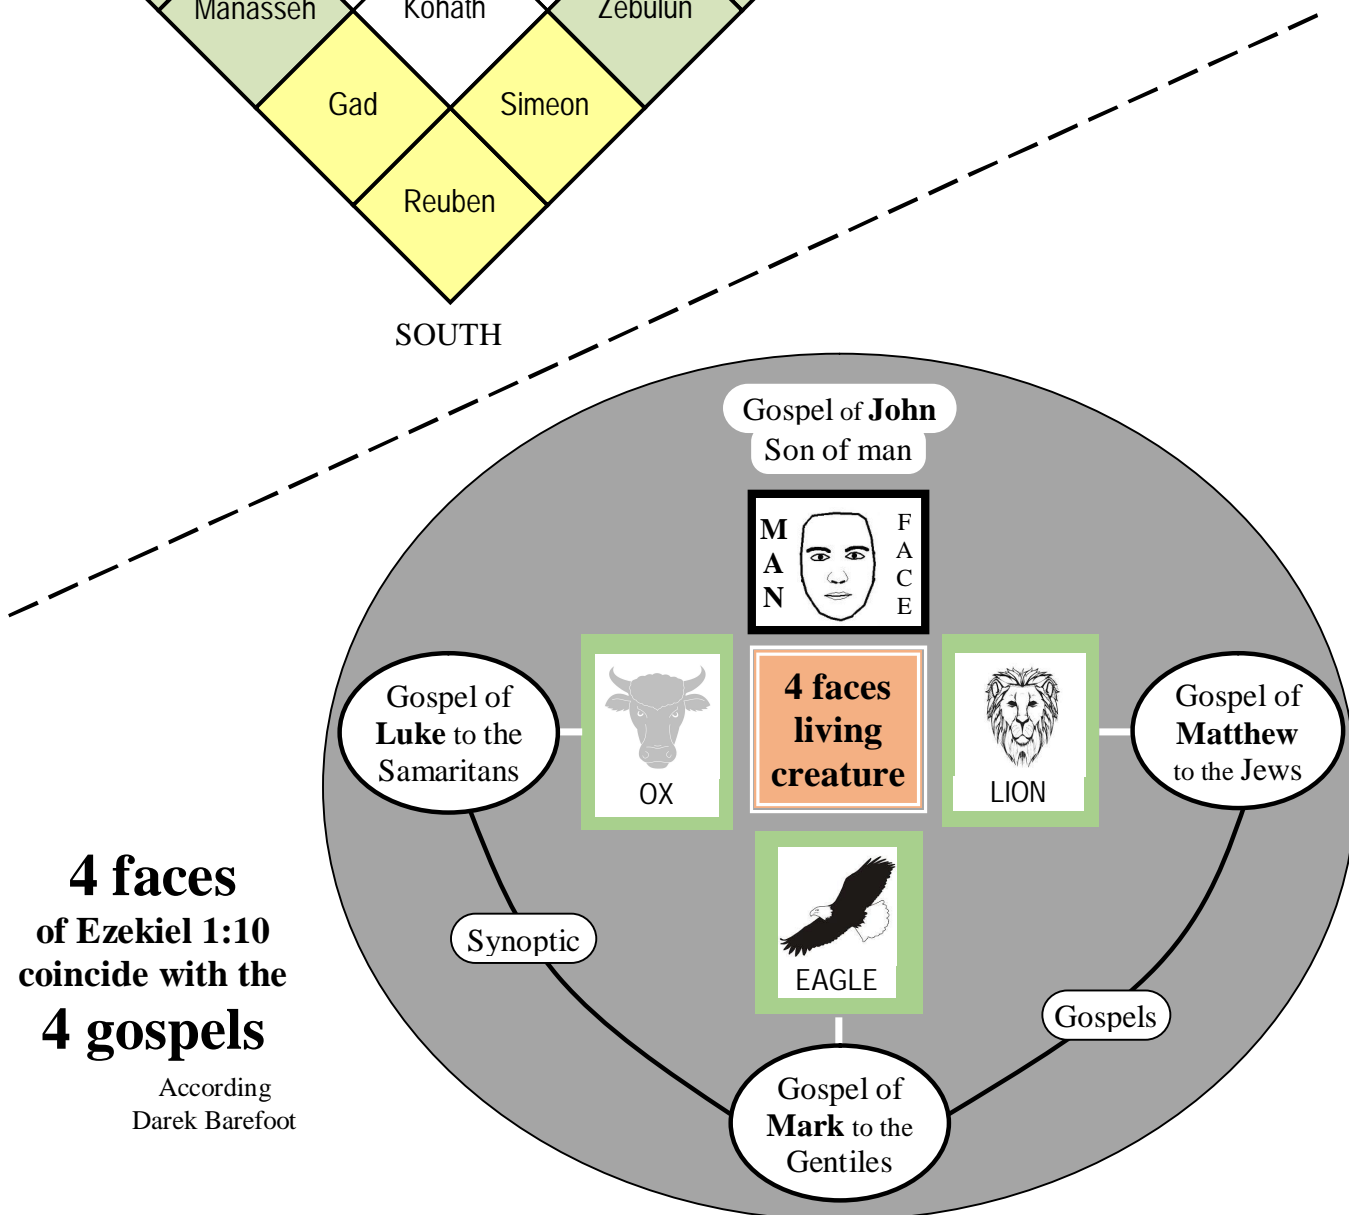 Manasseh
Kohath
Zebulun
Gad
Simeon
Reuben
SOUTH
Gospel of John
Son of man
MAN
FACE
Gospel of
Luke to the
Samaritans
OX
4 faces
living
creature
LION
Gospel of
Matthew
to the Jews
EAGLE
Synoptic
Gospels
Gospel of
Mark to the
Gentiles
4 faces
of Ezekiel 1:10
coincide with the
4 gospels
According
Darek Barefoot